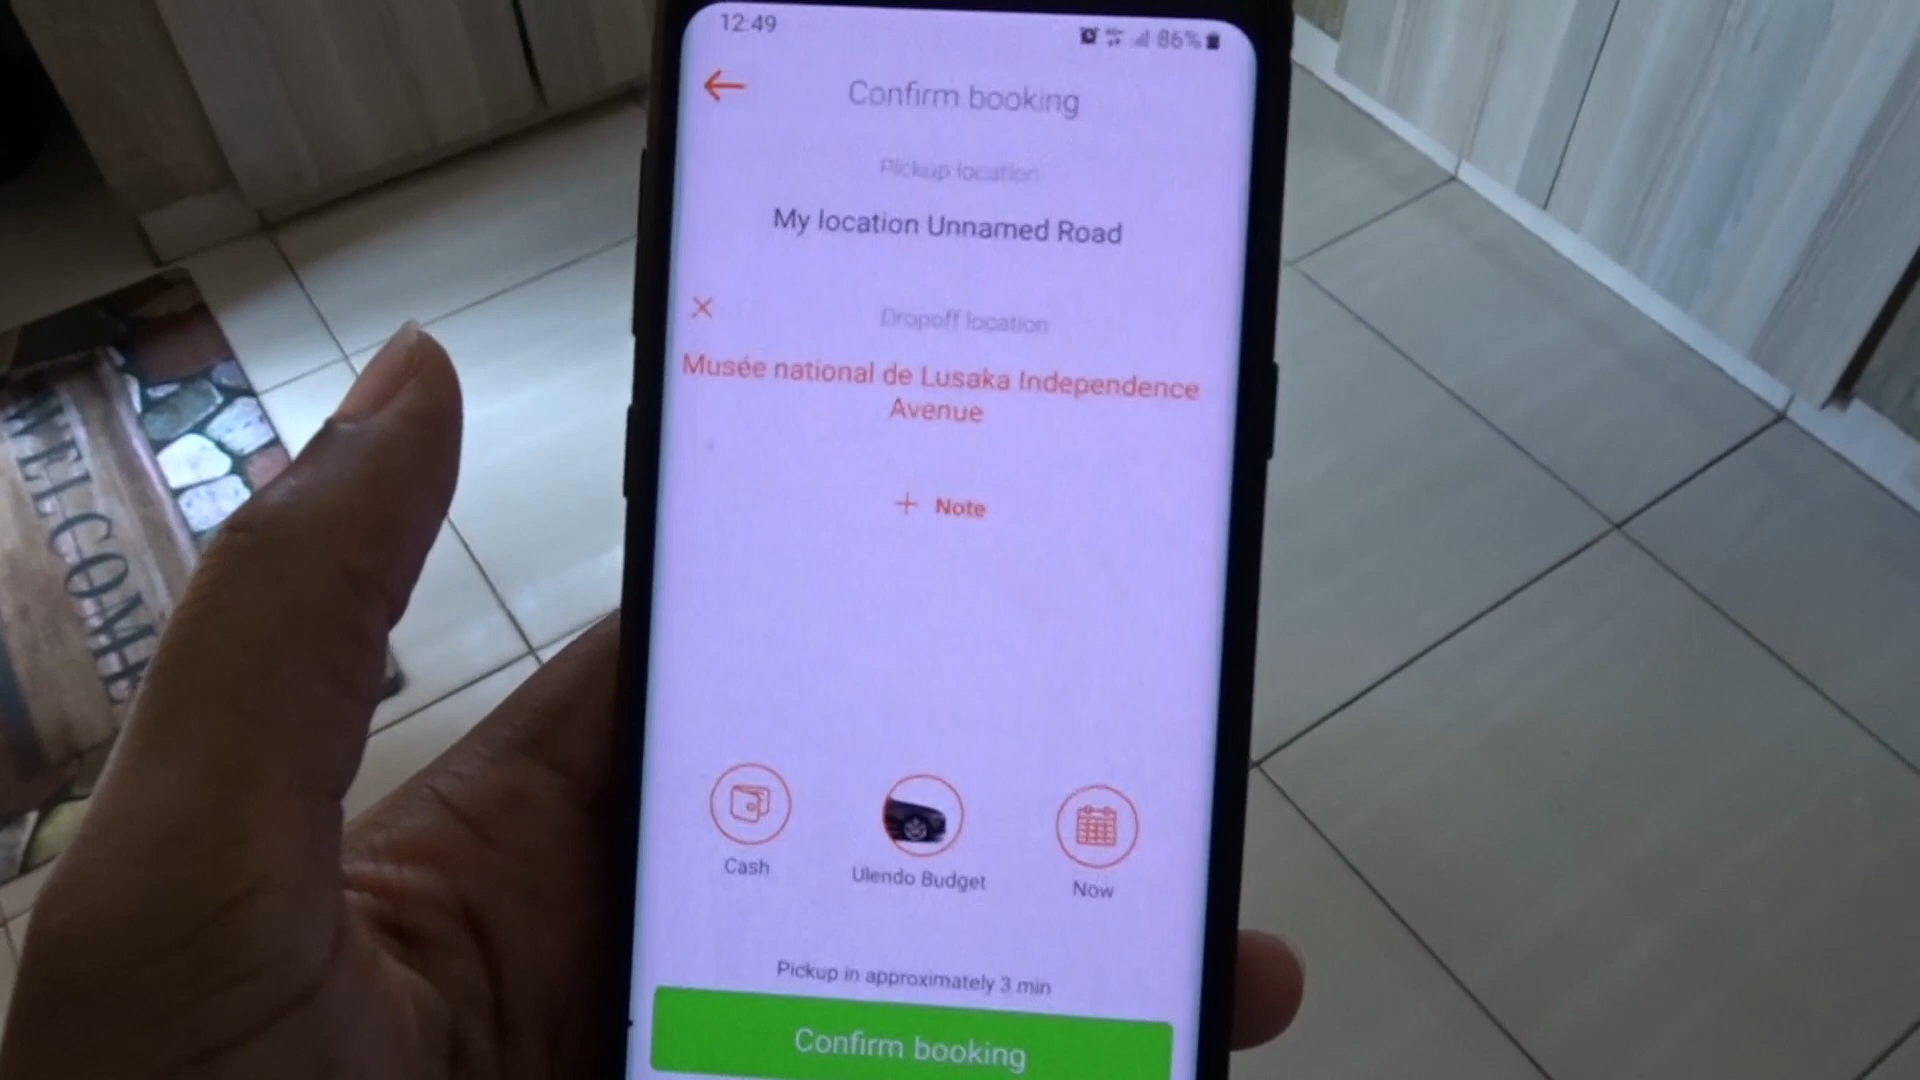 12:49
86%
Confirm booking
Pickup location
My location Unnamed Road
Dropoff location
Musée national de Lusaka Independence
Avenue
+ Note
Cash
Ulendo Budget
Now
Pickup in approximately 3 min
Confirm booking
WELCOME